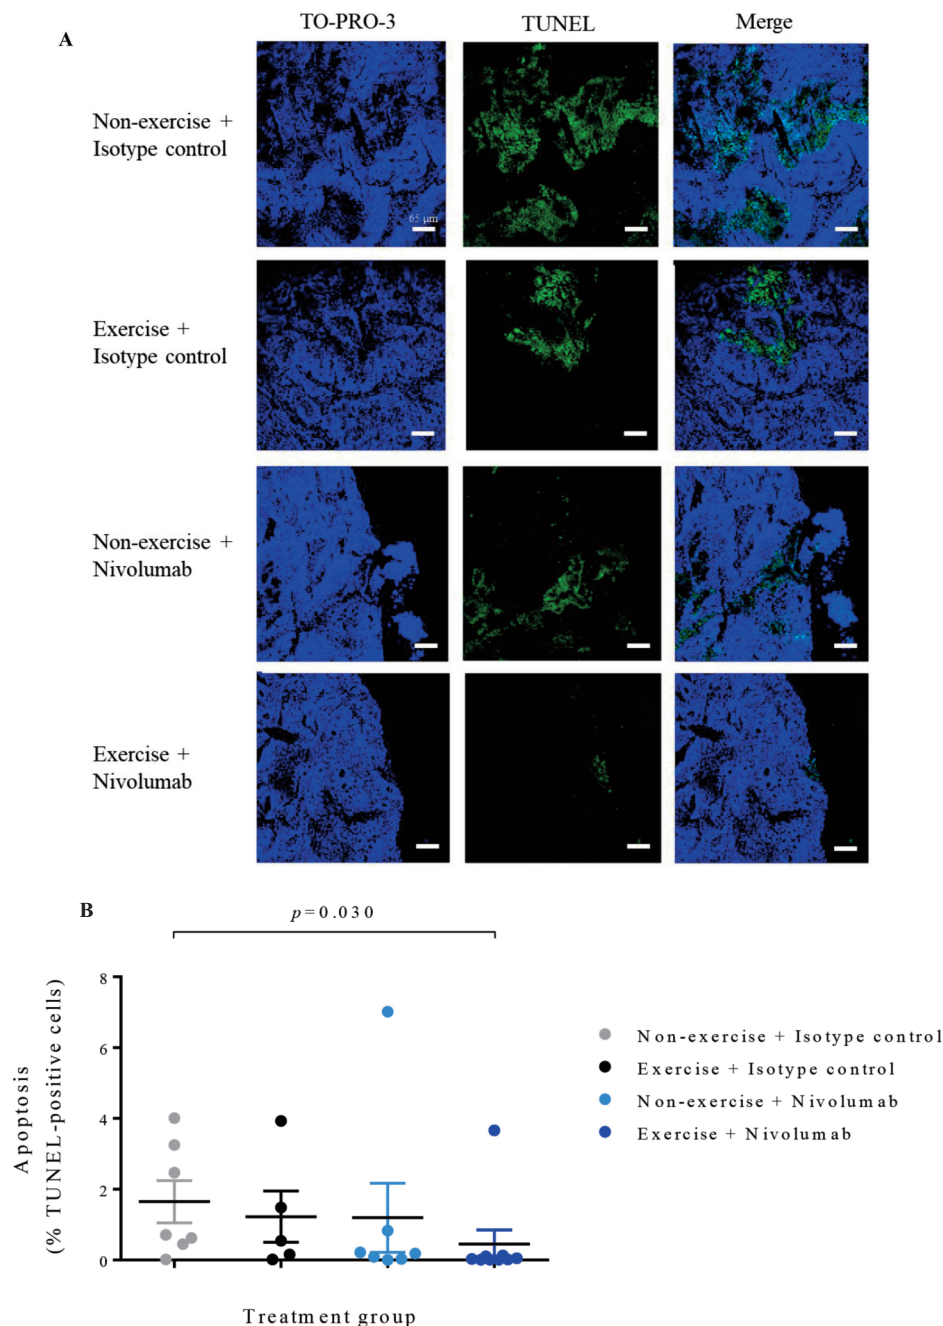 A
TO-PRO-3 TUNEL Merge
Non-exercise +
Isotype control
65 μm
Exercise +
Isotype control
Non-exercise +
Nivolumab
Exercise +
Nivolumab
B
p=0.030
Apoptosis
(% TUNEL-positive cells)
8
6
4
2
0
Treatment group
Non-exercise + Isotype control
Exercise + Isotype control
Non-exercise + Nivolumab
Exercise + Nivolumab